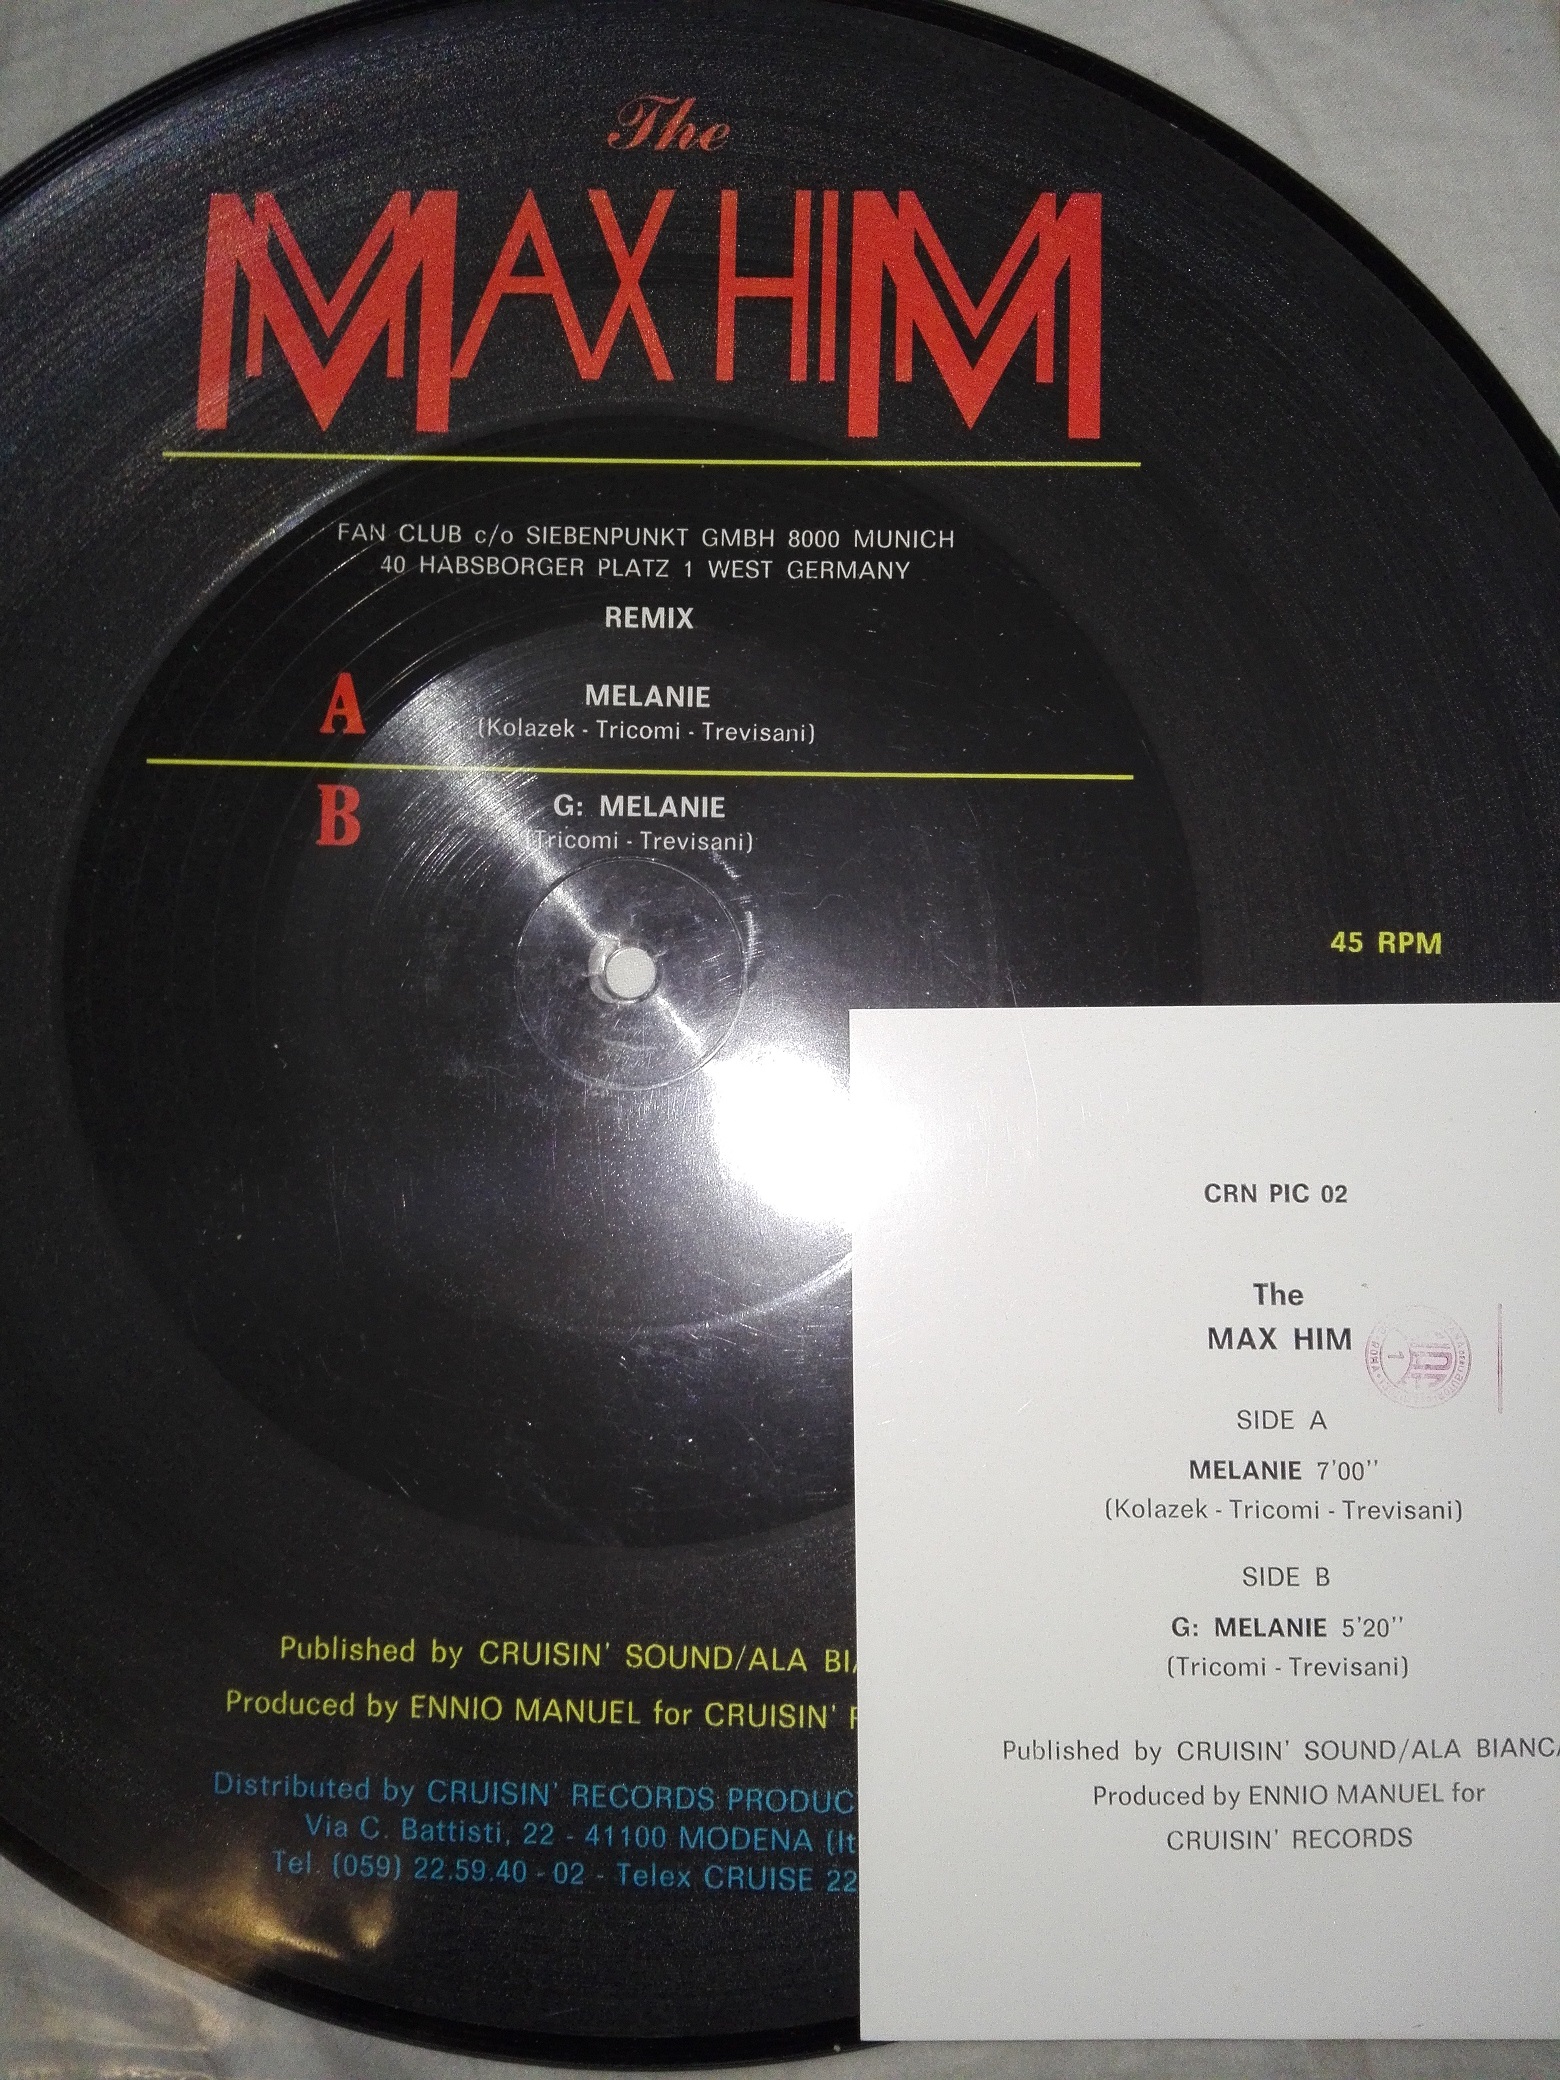 The
MAX HIM
FAN CLUB c/o SIEBENPUNKT GMBH 8000 MUNICH
40 HABSBORGER PLATZ 1 WEST GERMANY
REMIX
A
MELANIE
(Kolazek - Tricomi - Trevisani)
B
G: MELANIE
(Tricomi - Trevisani)
45 RPM
Published by CRUISIN' SOUND/ALA
Produced by ENNIO MANUEL for CRUISIN'
Distributed by CRUISIN' RECORDS
Via C. Battisti, 22 - 41100 MODENA
Tel. (059) 22.59.40 - 02 - Telex CRUISE 22
CRN PIC 02
The
MAX HIM
SIDE A
MELANIE 7'00''
(Kolazek - Tricomi - Trevisani)
SIDE B
G: MELANIE 5'20''
(Tricomi - Trevisani)
Published by CRUISIN' SOUND/ALA BIANCA
Produced by ENNIO MANUEL for
CRUISIN' RECORDS